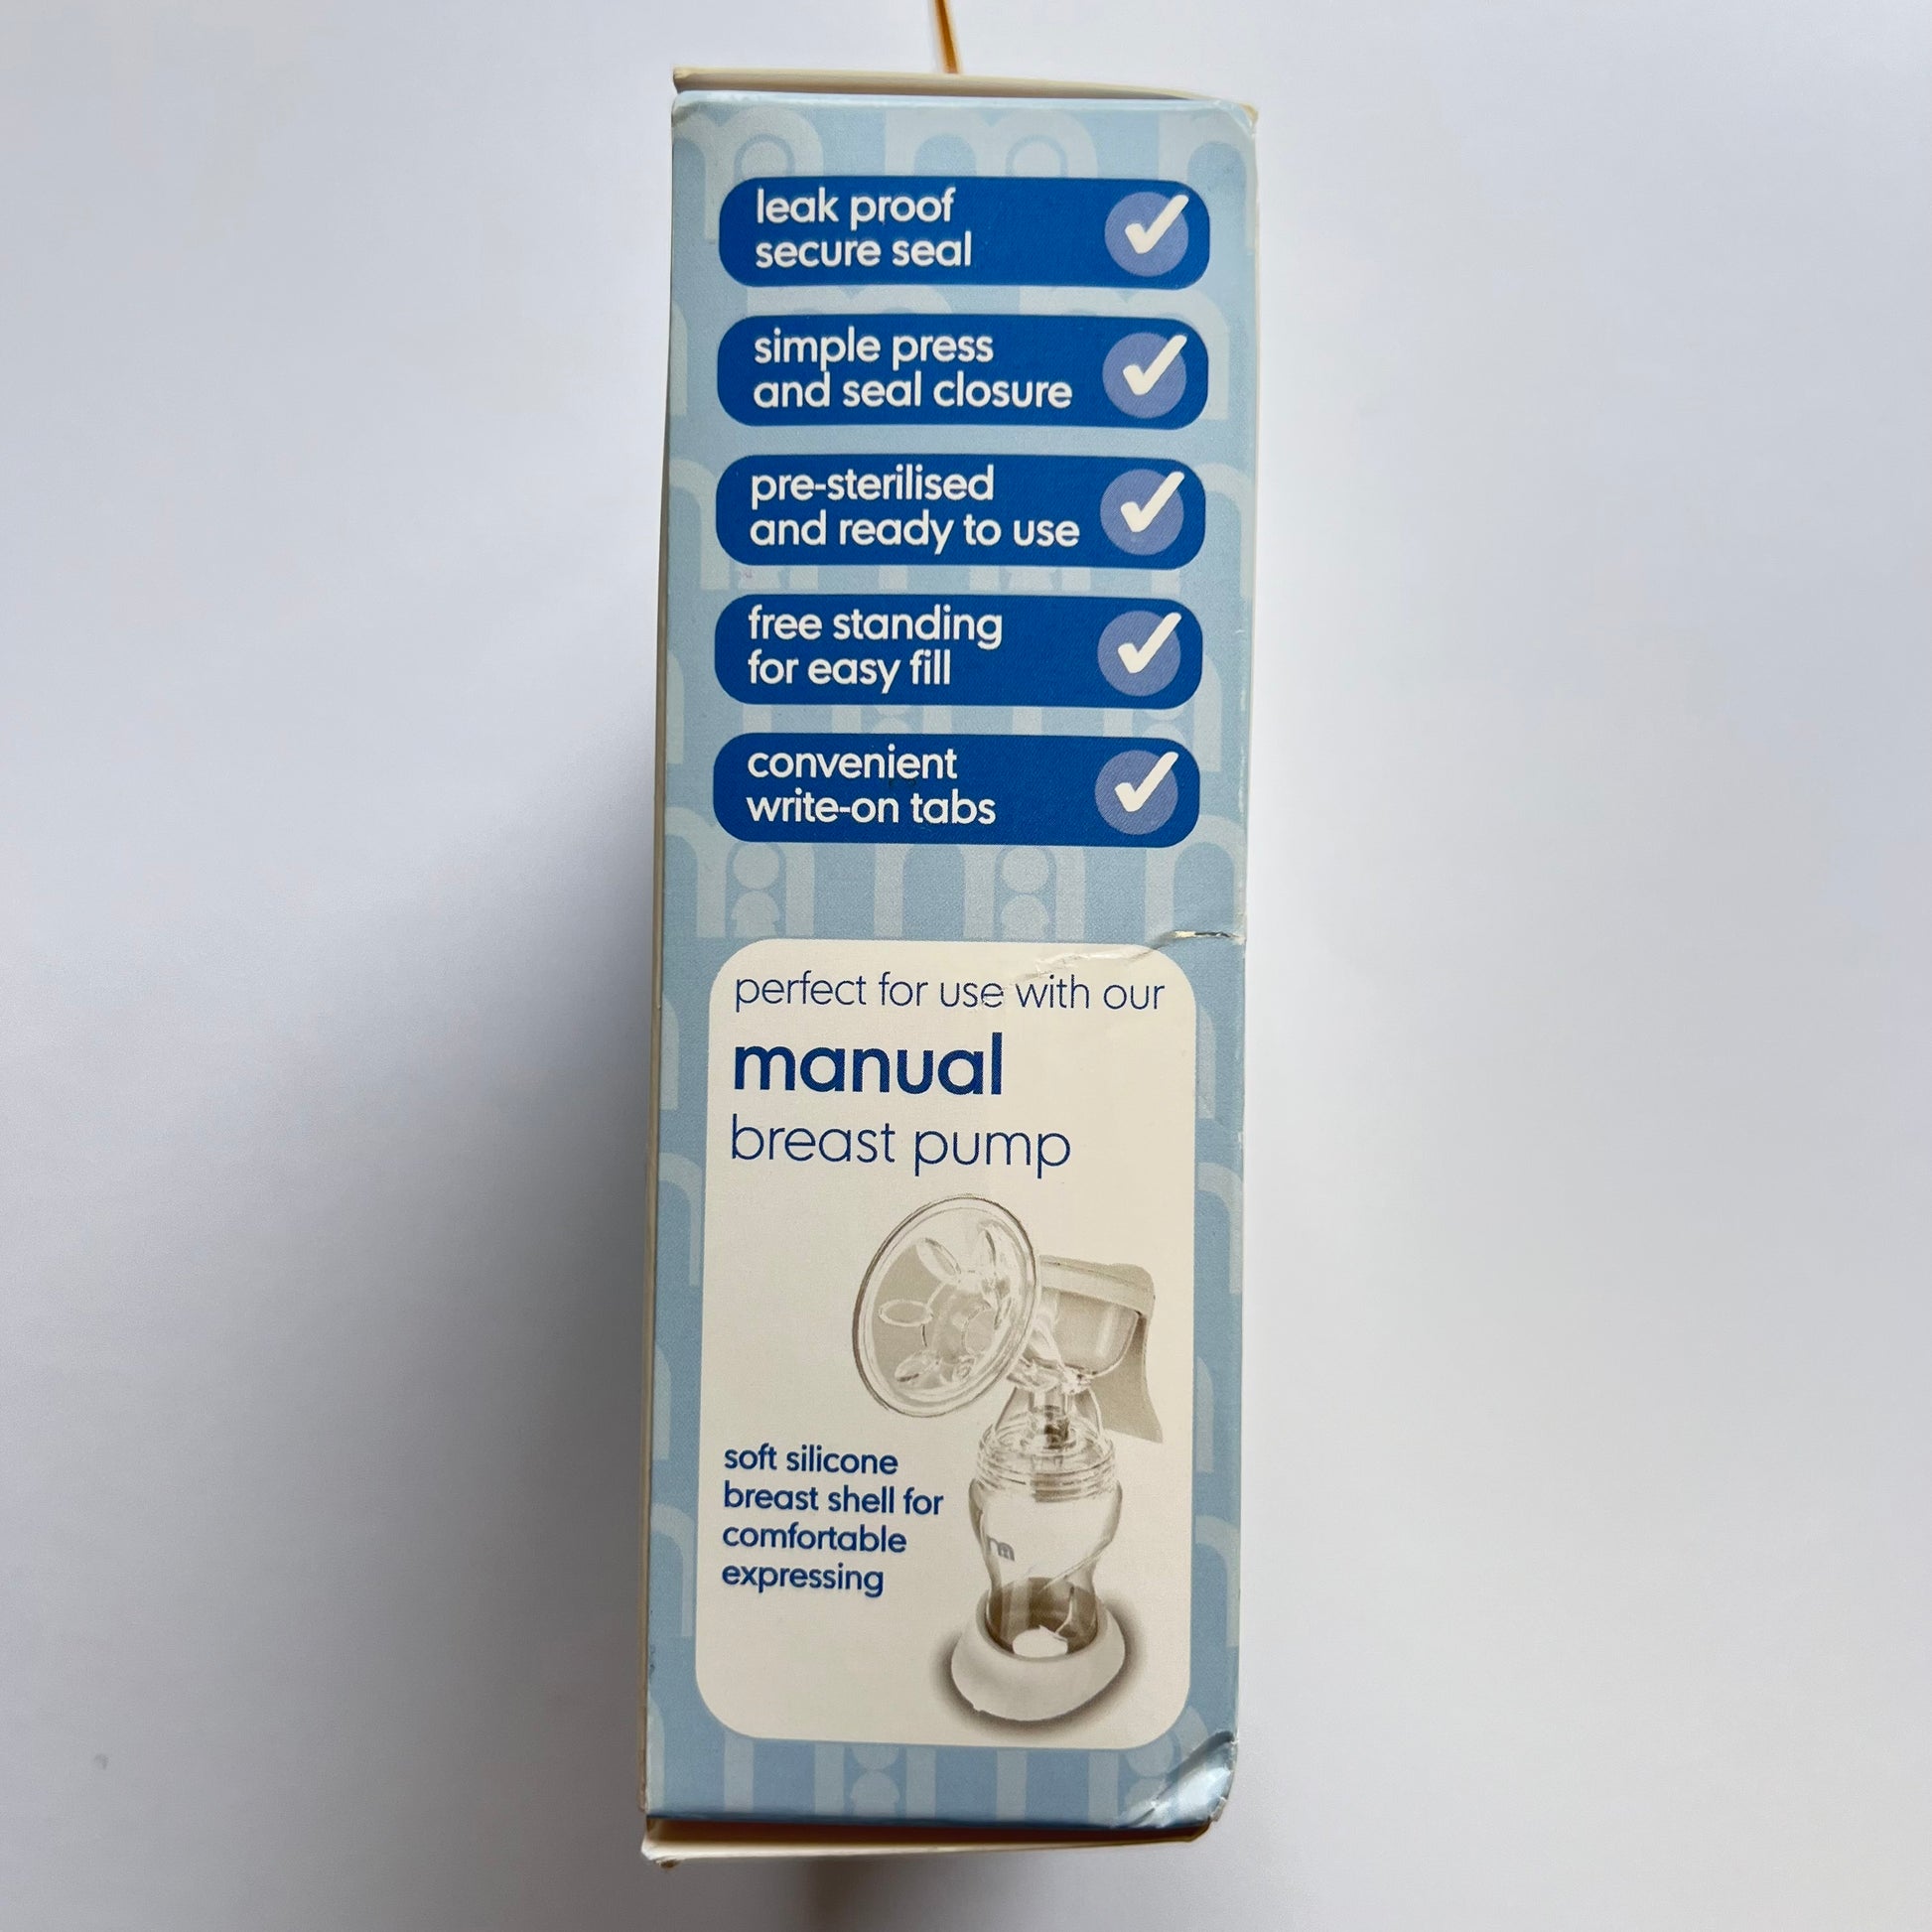 leak proof
secure seal
simple press
and seal closure
pre-sterilised
and ready to use
free standing
for easy fill
convenient
write-on tabs
perfect for use with our
manual
breast pump
soft silicone
breast shell for
comfortable
expressing